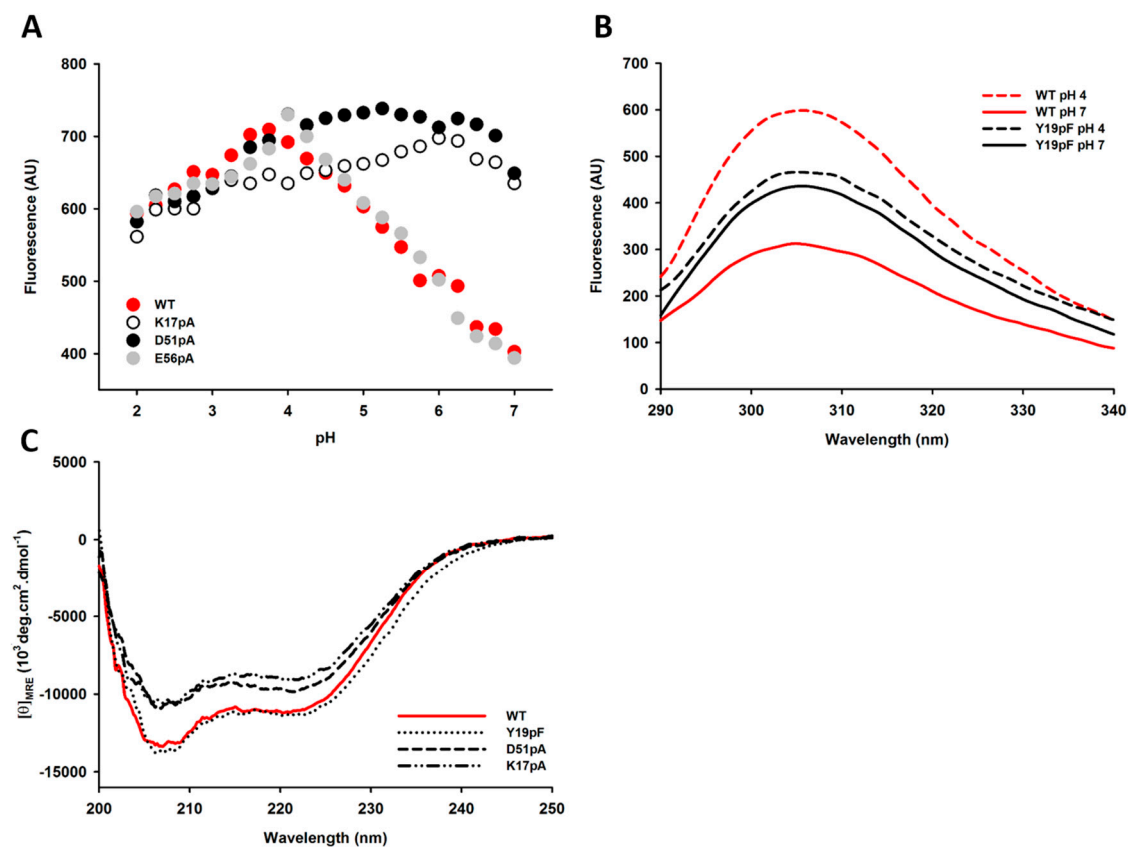 A
Fluorescence (AU)
800
700
600
500
400
WT
K17pA
D51pA
E56pA
2 3 4 5 6 7
pH
B
Fluorescence (AU)
700
600
500
400
300
200
100
0
WT pH 4
WT pH 7
Y19pF pH 4
Y19pF pH 7
290 300 310 320 330 340
Wavelength (nm)
C
[θ]MRE (10³ deg.cm².dmol⁻¹)
5000
0
-5000
-10000
-15000
WT
Y19pF
D51pA
K17pA
200 210 220 230 240 250
Wavelength (nm)